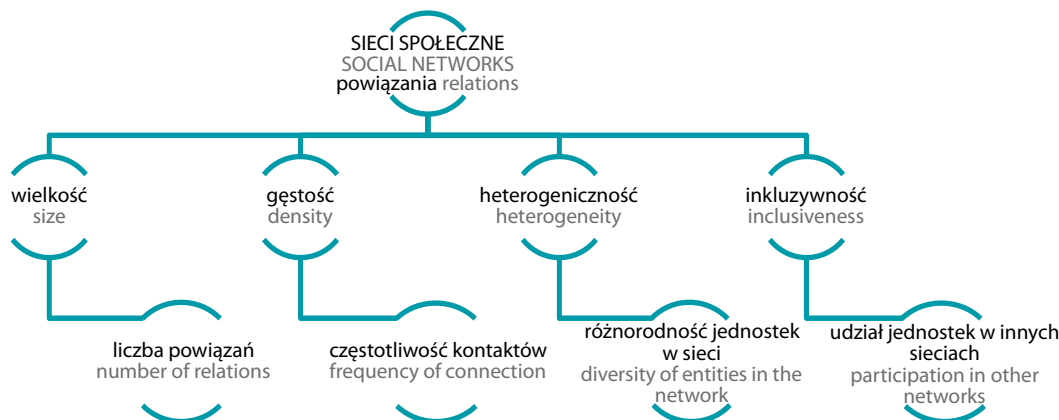 SIECI SPOŁECZNE
SOCIAL NETWORKS
powiązania relations
wielkość
size
gęstość
density
heterogeniczność
heterogeneity
inkluzywność
inclusiveness
liczba powiązań
number of relations
częstotliwość kontaktów
frequency of connection
różnorodność jednostek
w sieci
diversity of entities in the
network
udział jednostek w innych
sieciach
participation in other
networks